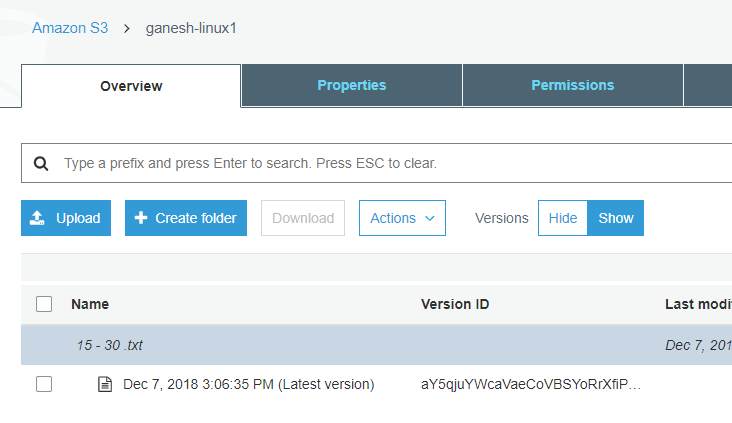 Amazon S3 > ganesh-linux1
Overview Properties Permissions
Type a prefix and press Enter to search. Press ESC to clear.
Upload Create folder Download Actions Versions Hide Show
Name Version ID Last modi
15 - 30 .txt Dec 7, 201
Dec 7, 2018 3:06:35 PM (Latest version) aY5qjuYWcaVaeCoVBSYoRrXfiP…